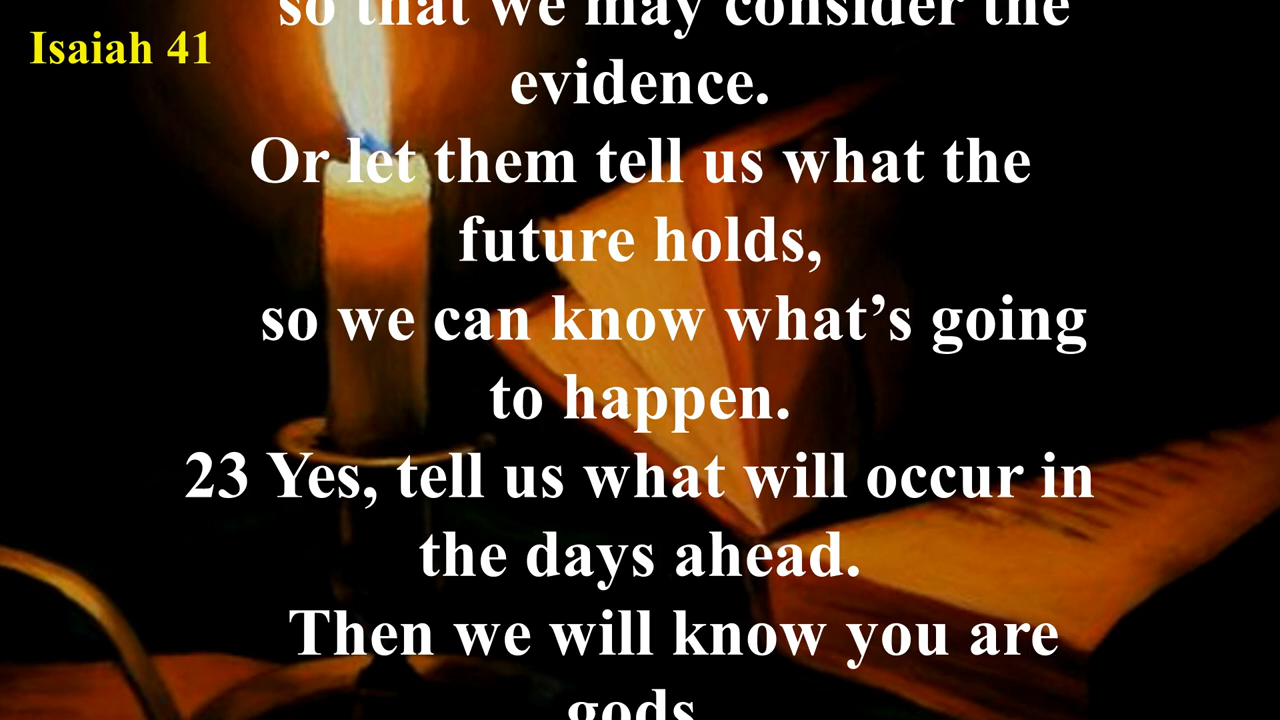 Isaiah 41
so that we may consider the
evidence.
Or let them tell us what the
future holds,
so we can know what’s going
to happen.
23 Yes, tell us what will occur in
the days ahead.
Then we will know you are
gods